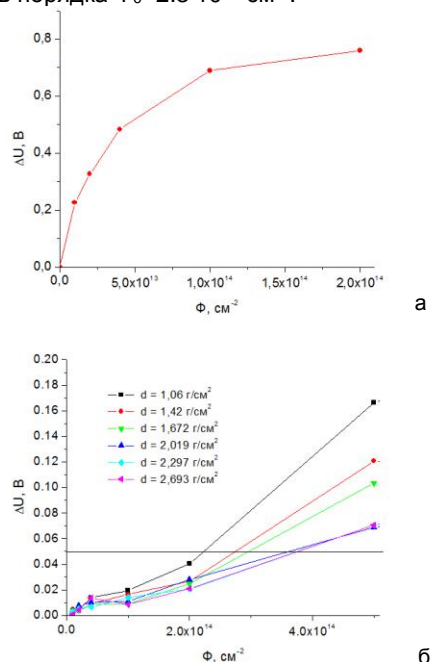 0,8
0,6
0,4
0,2
0,0
ΔU, В
0,0
5,0x10¹³
1,0x10¹⁴
1,5x10¹⁴
2,0x10¹⁴
Ф, см⁻²
а
0.20
0.18
0.16
0.14
0.12
0.10
0.08
0.06
0.04
0.02
0.00
ΔU, В
d = 1,06 г/см²
d = 1,42 г/см²
d = 1,672 г/см²
d = 2,019 г/см²
d = 2,297 г/см²
d = 2,693 г/см²
0.0
2.0x10¹⁴
4.0x10¹⁴
Ф, см⁻²
б